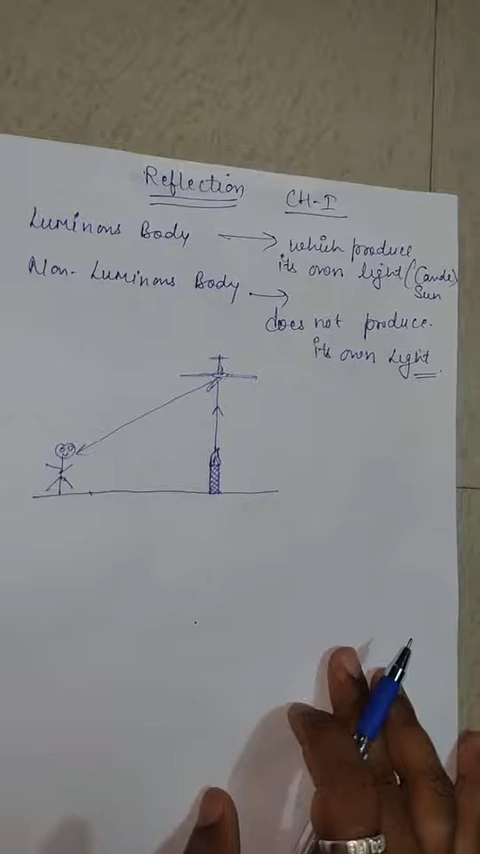 Reflection CH-I
Luminous Body → which produce
its own light (Cande)
Sun
Non-Luminous Body →
does not produce.
its own light.